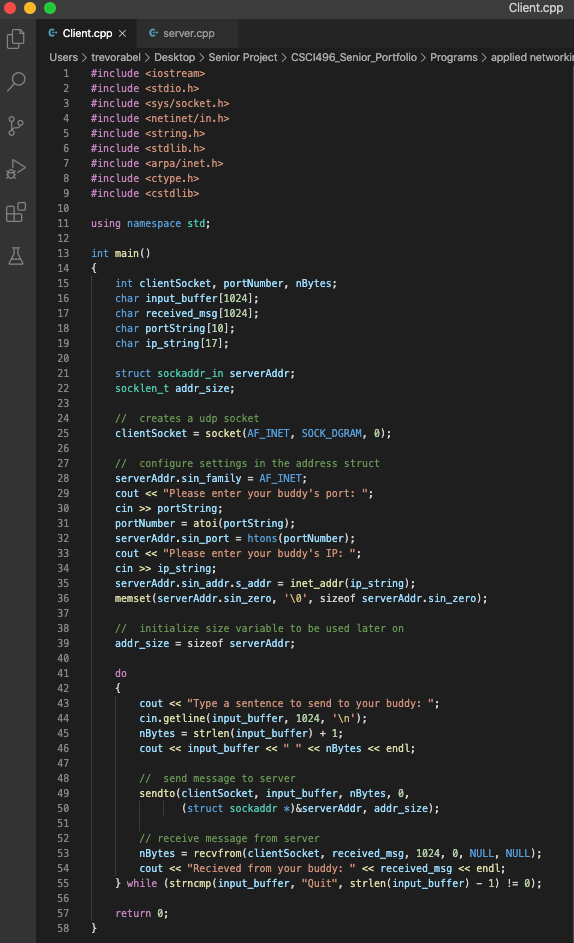 Client.cpp
Client.cpp × server.cpp
Users > trevorabel > Desktop > Senior Project > CSCI496_Senior_Portfolio > Programs > applied networkin
1 #include <iostream>
2 #include <stdio.h>
3 #include <sys/socket.h>
4 #include <netinet/in.h>
5 #include <string.h>
6 #include <stdlib.h>
7 #include <arpa/inet.h>
8 #include <ctype.h>
9 #include <cstdlib>
10
11 using namespace std;
12
13 int main()
14 {
15     int clientSocket, portNumber, nBytes;
16     char input_buffer[1024];
17     char received_msg[1024];
18     char portString[10];
19     char ip_string[17];
20
21     struct sockaddr_in serverAddr;
22     socklen_t addr_size;
23
24     //  creates a udp socket
25     clientSocket = socket(AF_INET, SOCK_DGRAM, 0);
26
27     //  configure settings in the address struct
28     serverAddr.sin_family = AF_INET;
29     cout << "Please enter your buddy's port: ";
30     cin >> portString;
31     portNumber = atoi(portString);
32     serverAddr.sin_port = htons(portNumber);
33     cout << "Please enter your buddy's IP: ";
34     cin >> ip_string;
35     serverAddr.sin_addr.s_addr = inet_addr(ip_string);
36     memset(serverAddr.sin_zero, '\0', sizeof serverAddr.sin_zero);
37
38     //  initialize size variable to be used later on
39     addr_size = sizeof serverAddr;
40
41     do
42     {
43         cout << "Type a sentence to send to your buddy: ";
44         cin.getline(input_buffer, 1024, '\n');
45         nBytes = strlen(input_buffer) + 1;
46         cout << input_buffer << " " << nBytes << endl;
47
48         //  send message to server
49         sendto(clientSocket, input_buffer, nBytes, 0,
50                (struct sockaddr *)&serverAddr, addr_size);
51
52         // receive message from server
53         nBytes = recvfrom(clientSocket, received_msg, 1024, 0, NULL, NULL);
54         cout << "Recieved from your buddy: " << received_msg << endl;
55     } while (strncmp(input_buffer, "Quit", strlen(input_buffer) - 1) != 0);
56
57     return 0;
58 }